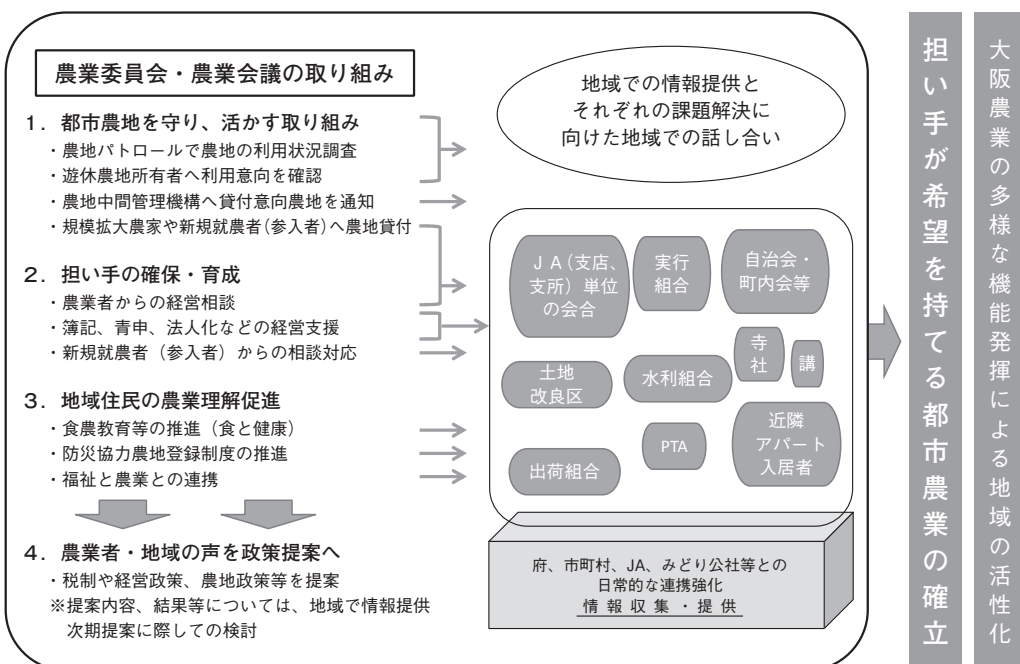 農業委員会・農業会議の取り組み
1．都市農地を守り、活かす取り組み
・農地パトロールで農地の利用状況調査
・遊休農地所有者へ利用意向を確認
・農地中間管理機構へ貸付意向農地を通知
・規模拡大農家や新規就農者(参入者)へ農地貸付
2．担い手の確保・育成
・農業者からの経営相談
・簿記、青申、法人化などの経営支援
・新規就農者（参入者）からの相談対応
3．地域住民の農業理解促進
・食農教育等の推進（食と健康）
・防災協力農地登録制度の推進
・福祉と農業との連携
4．農業者・地域の声を政策提案へ
・税制や経営政策、農地政策等を提案
※提案内容、結果等については、地域で情報提供
次期提案に際しての検討
地域での情報提供と
それぞれの課題解決に
向けた地域での話し合い
ＪＡ(支店、
支所）単位
の会合
実行
組合
自治会・
町内会等
土地
改良区
水利組合
寺
社
講
出荷組合
PTA
近隣
アパート
入居者
府、市町村、JA、みどり公社等との
日常的な連携強化
情報収集・提供
担い手が希望を持てる都市農業の確立
大阪農業の多様な機能発揮による地域の活性化